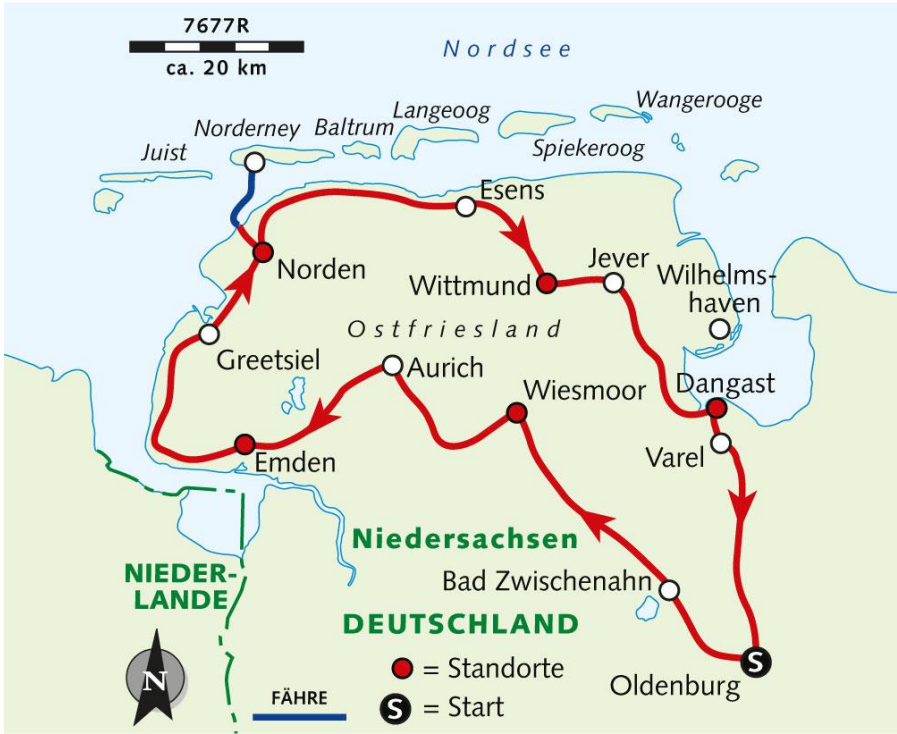 7677R
ca. 20 km
Nordsee
Wangerooge
Langeoog
Norderney
Baltrum
Juist
Spiekeroog
Esens
Norden
Wittmund
Jever
Wilhelms-
haven
Ostfriesland
Greetsiel
Aurich
Wiesmoor
Dangast
Emden
Varel
Niedersachsen
NIEDER-
LANDE
Bad Zwischenahn
DEUTSCHLAND
N
= Standorte
S
Oldenburg
FÄHRE
S = Start